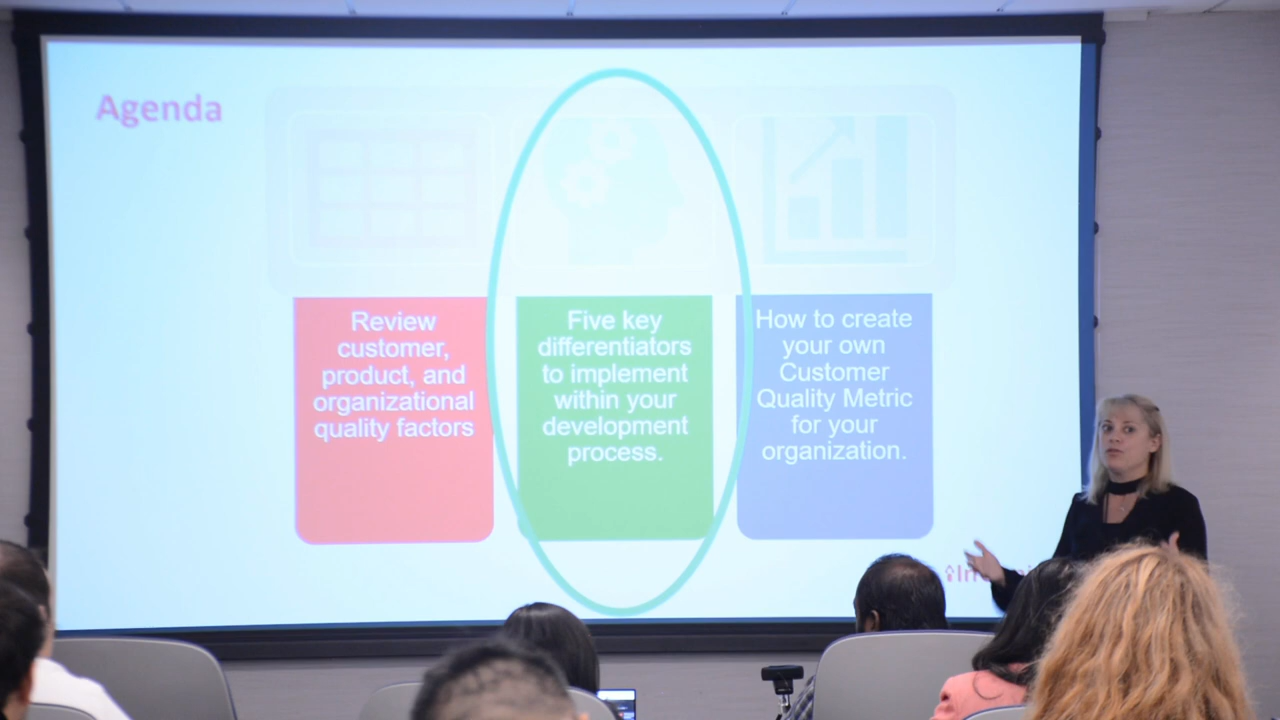 Agenda
Review
customer,
product, and
organizational
quality factors
Five key
differentiators
to implement
within your
development
process.
How to create
your own
Customer
Quality Metric
for your
organization.